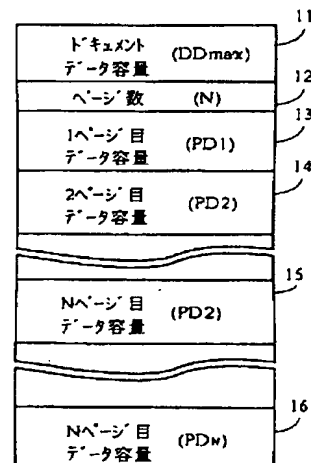 ドキュメント
データ容量 (DDmax)
11
ページ数 (N)
12
1ページ目
データ容量 (PD1)
13
2ページ目
データ容量 (PD2)
14
Nページ目
データ容量 (PD2)
15
Nページ目
データ容量 (PDN)
16